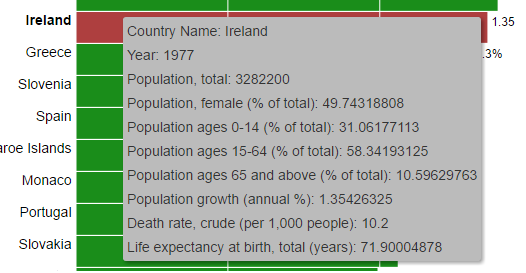 Ireland
1.35
Greece
.3%
Slovenia
Spain
aroe Islands
Monaco
Portugal
Slovakia
Country Name: Ireland
Year: 1977
Population, total: 3282200
Population, female (% of total): 49.74318808
Population ages 0-14 (% of total): 31.06177113
Population ages 15-64 (% of total): 58.34193125
Population ages 65 and above (% of total): 10.59629763
Population growth (annual %): 1.35426325
Death rate, crude (per 1,000 people): 10.2
Life expectancy at birth, total (years): 71.90004878